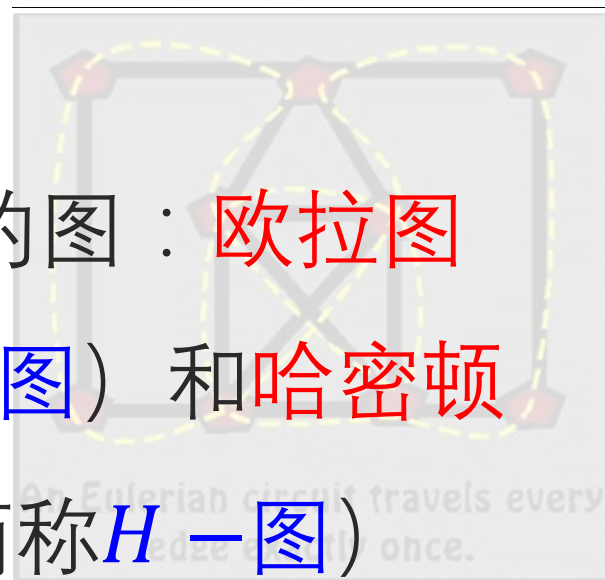 的图：欧拉图
图）和哈密顿
简称H－图）
An Eulerian circuit travels every
edge exactly once.